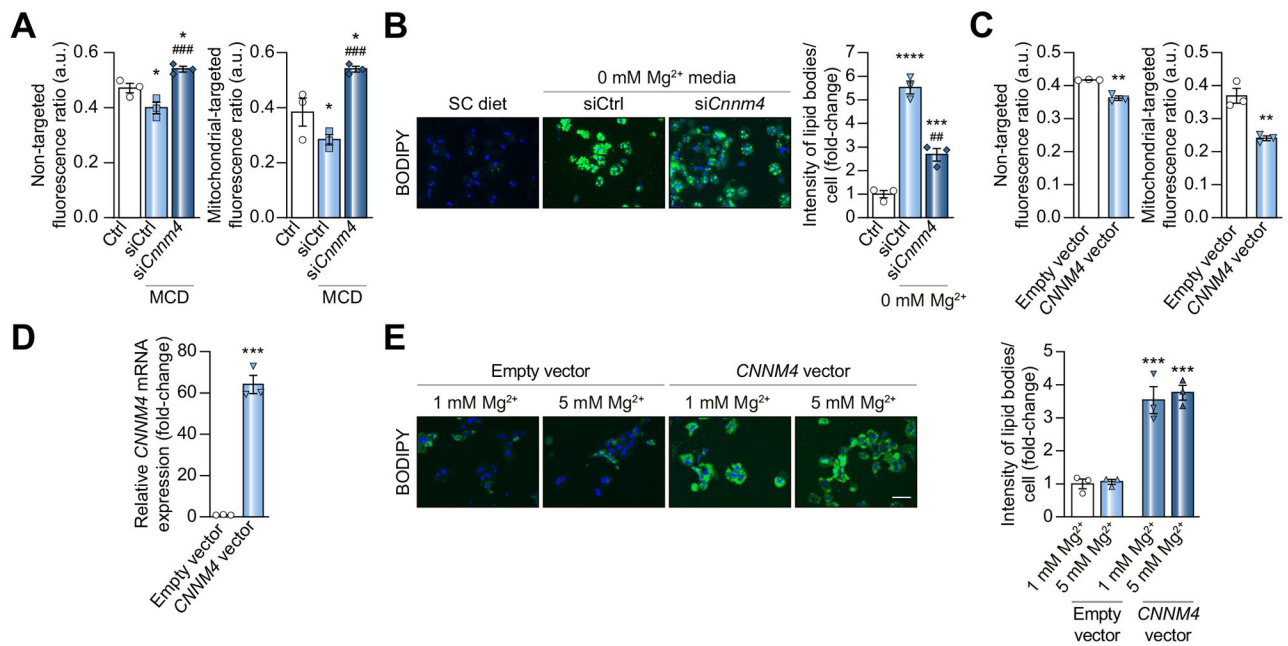 A
Non-targeted
fluorescence ratio (a.u.)
0.6
0.4
0.2
0.0
*
*
###
Ctrl
siCtrl
siCnnm4
MCD
Mitochondrial-targeted
fluorescence ratio (a.u.)
0.6
0.4
0.2
0.0
*
*
###
Ctrl
siCtrl
siCnnm4
MCD
B
0 mM Mg²⁺ media
SC diet
siCtrl
siCnnm4
BODIPY
Intensity of lipid bodies/
cell (fold-change)
7
6
5
4
3
2
1
0
****
***
##
Ctrl
siCtrl
siCnnm4
0 mM Mg²⁺
C
Non-targeted
fluorescence ratio (a.u.)
0.5
0.4
0.3
0.2
0.1
0.0
**
Empty vector
CNNM4 vector
Mitochondrial-targeted
fluorescence ratio (a.u.)
0.5
0.4
0.3
0.2
0.1
0.0
**
Empty vector
CNNM4 vector
D
Relative CNNM4 mRNA
expression (fold-change)
80
60
40
20
0
***
Empty vector
CNNM4 vector
E
Empty vector
CNNM4 vector
1 mM Mg²⁺
5 mM Mg²⁺
1 mM Mg²⁺
5 mM Mg²⁺
BODIPY
Intensity of lipid bodies/
cell (fold-change)
5
4
3
2
1
0
***
***
1 mM Mg²⁺
5 mM Mg²⁺
1 mM Mg²⁺
5 mM Mg²⁺
Empty
vector
CNNM4
vector